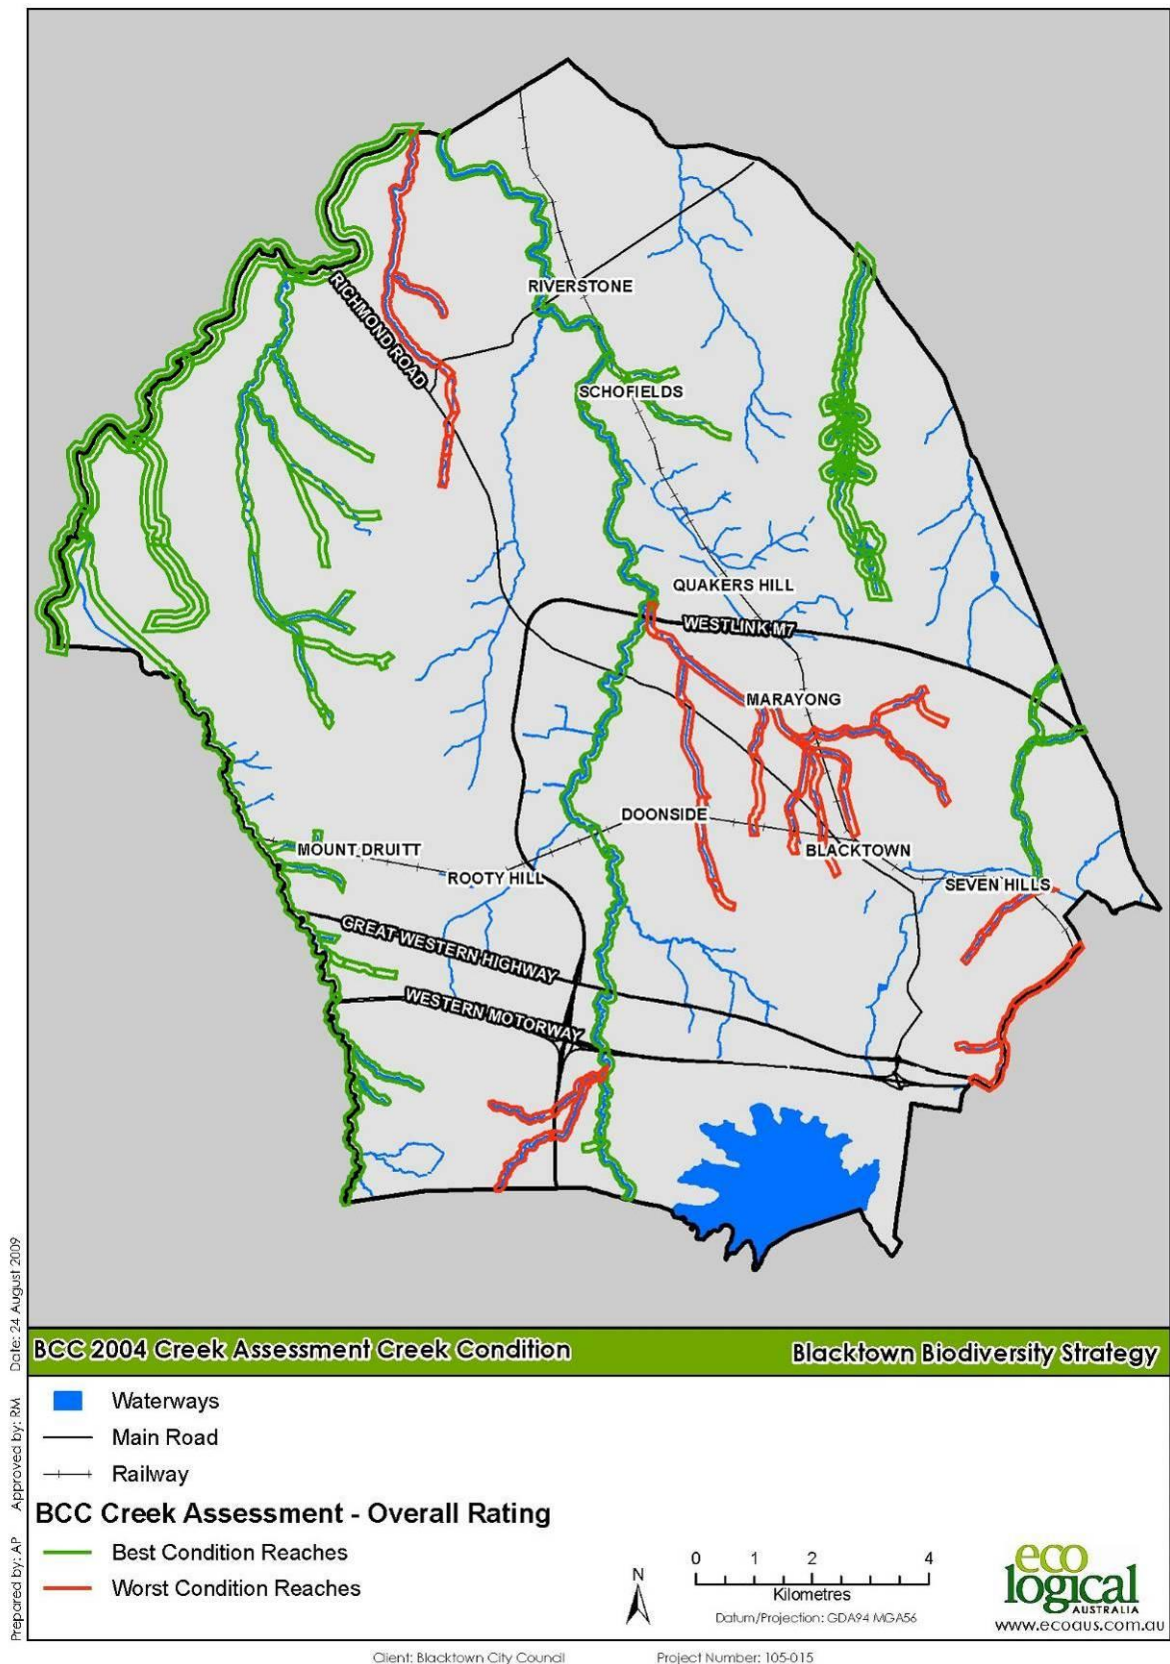 RIVERSTONE
RICHMOND ROAD
SCHOFIELDS
QUAKERS HILL
WESTLINK M7
MARAYONG
DOONSIDE
MOUNT DRUITT
BLACKTOWN
ROOTY HILL
SEVEN HILLS
GREAT WESTERN HIGHWAY
WESTERN MOTORWAY
BCC 2004 Creek Assessment Creek Condition
Blacktown Biodiversity Strategy
Waterways
Main Road
Railway
BCC Creek Assessment - Overall Rating
Best Condition Reaches
Worst Condition Reaches
N
0 1 2 4
Kilometres
Datum/Projection: GDA94 MGA56
eco
logical
AUSTRALIA
www.ecoaus.com.au
Prepared by: AP Approved by: RM Date: 24 August 2009
Client: Blacktown City Council Project Number: 105-015